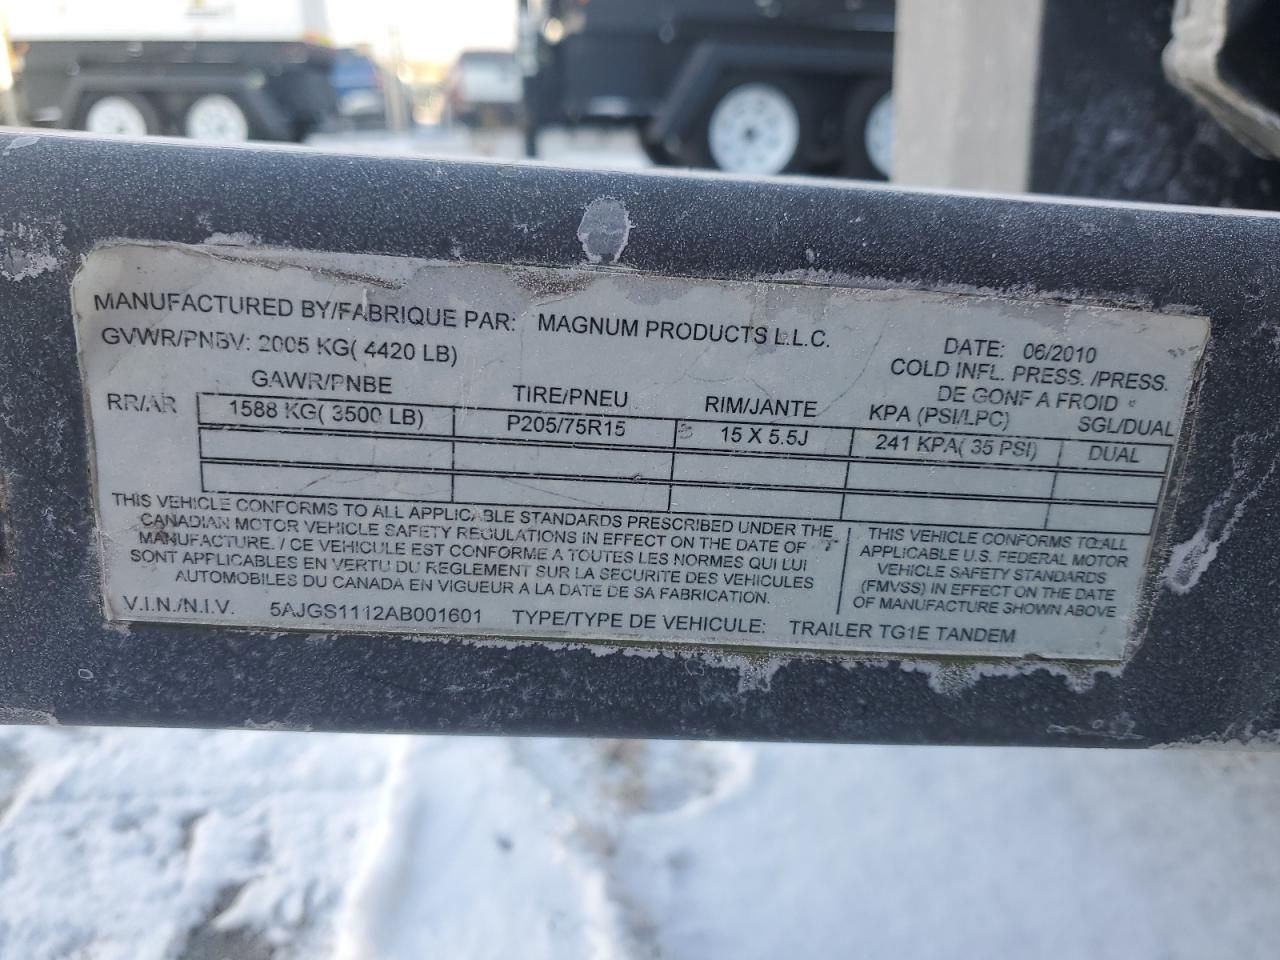 MANUFACTURED BY/FABRIQUE PAR: MAGNUM PRODUCTS L.L.C.
GVWR/PNBV: 2005 KG( 4420 LB)
DATE: 06/2010
COLD INFL. PRESS. /PRESS.
DE GONF A FROID
GAWR/PNBE TIRE/PNEU RIM/JANTE KPA (PSI/LPC) SGL/DUAL
RR/AR 1588 KG( 3500 LB) P205/75R15 15 X 5.5J 241 KPA( 35 PSI) DUAL
THIS VEHICLE CONFORMS TO ALL APPLICABLE STANDARDS PRESCRIBED UNDER THE
CANADIAN MOTOR VEHICLE SAFETY REGULATIONS IN EFFECT ON THE DATE OF
MANUFACTURE. / CE VEHICULE EST CONFORME A TOUTES LES NORMES QUI LUI
SONT APPLICABLES EN VERTU DU REGLEMENT SUR LA SECURITE DES VEHICULES
AUTOMOBILES DU CANADA EN VIGUEUR A LA DATE DE SA FABRICATION.
THIS VEHICLE CONFORMS TO ALL
APPLICABLE U.S. FEDERAL MOTOR
VEHICLE SAFETY STANDARDS
(FMVSS) IN EFFECT ON THE DATE
OF MANUFACTURE SHOWN ABOVE
V.I.N./N.I.V. 5AJGS1112AB001601 TYPE/TYPE DE VEHICULE: TRAILER TG1E TANDEM